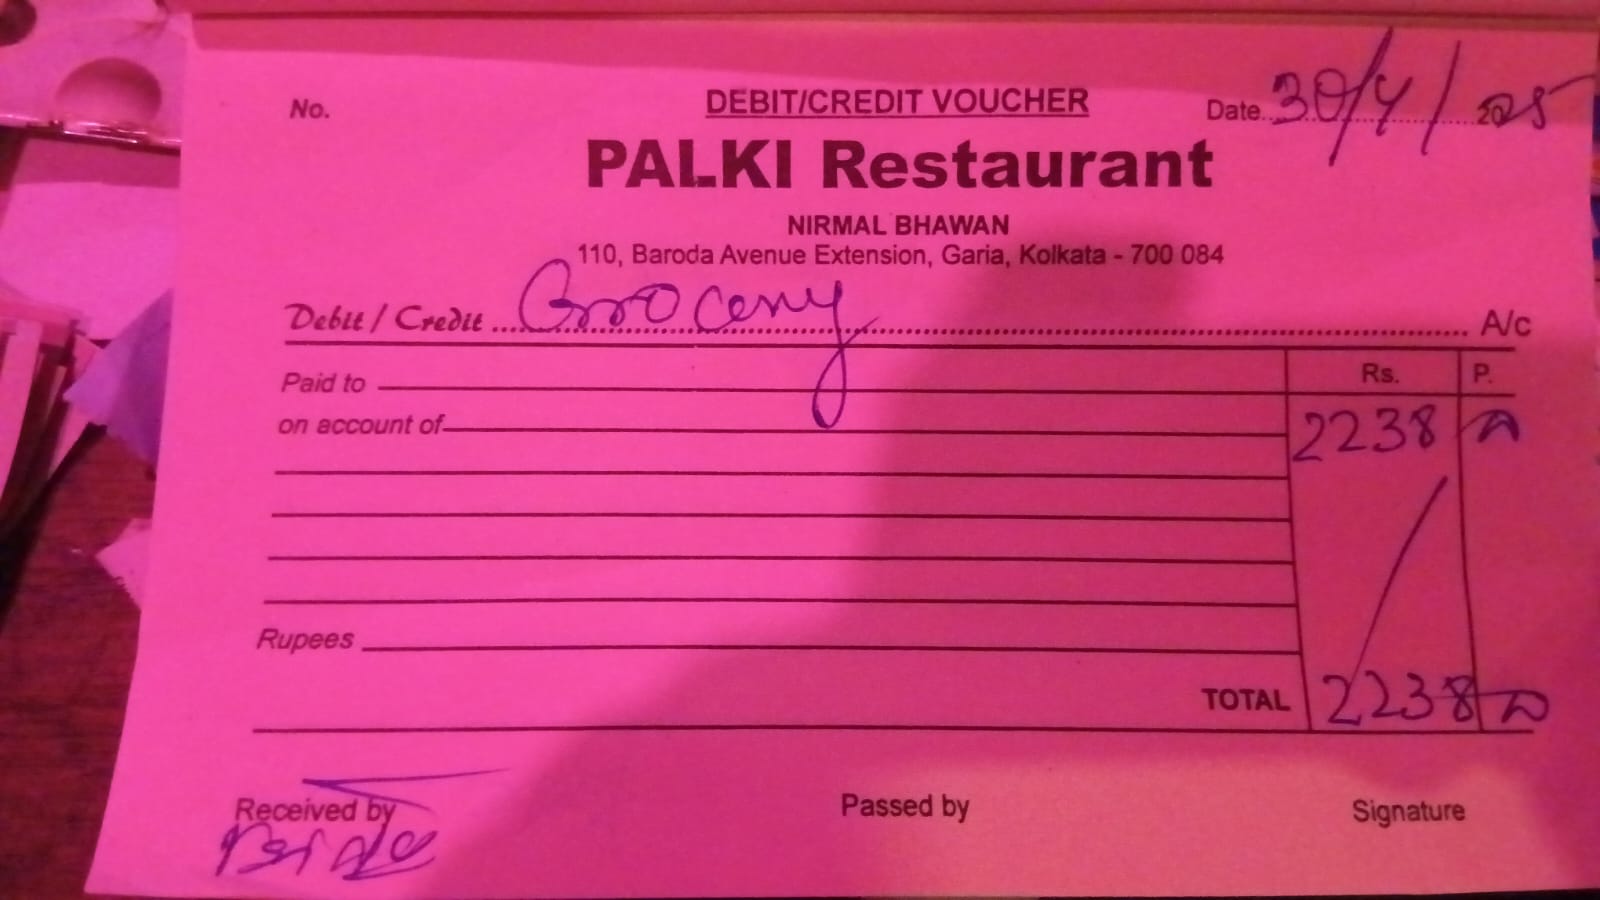 No.
DEBIT/CREDIT VOUCHER
Date 30/4/2025
PALKI Restaurant
NIRMAL BHAWAN
110, Baroda Avenue Extension, Garia, Kolkata - 700 084
Debit / Credit Grocery A/c
Rs. P.
Paid to
on account of 2238
Rupees
TOTAL 2238
Received by Passed by Signature